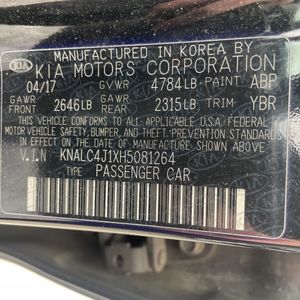 MANUFACTURED IN KOREA BY
KIA KIA MOTORS CORPORATION
04/17 GVWR 4784LB PAINT ABP
GAWR FRONT 2646LB GAWR REAR 2315LB TRIM YBR
THIS VEHICLE CONFORMS TO ALL APPLICABLE U.S.A. FEDERAL
MOTOR VEHICLE SAFETY, BUMPER, AND THEFT PREVENTION STANDARDS
IN EFFECT ON THE DATE OF MANUFACTURE SHOWN ABOVE.
V.I.N KNALC4J1XH5081264
TYPE: PASSENGER CAR